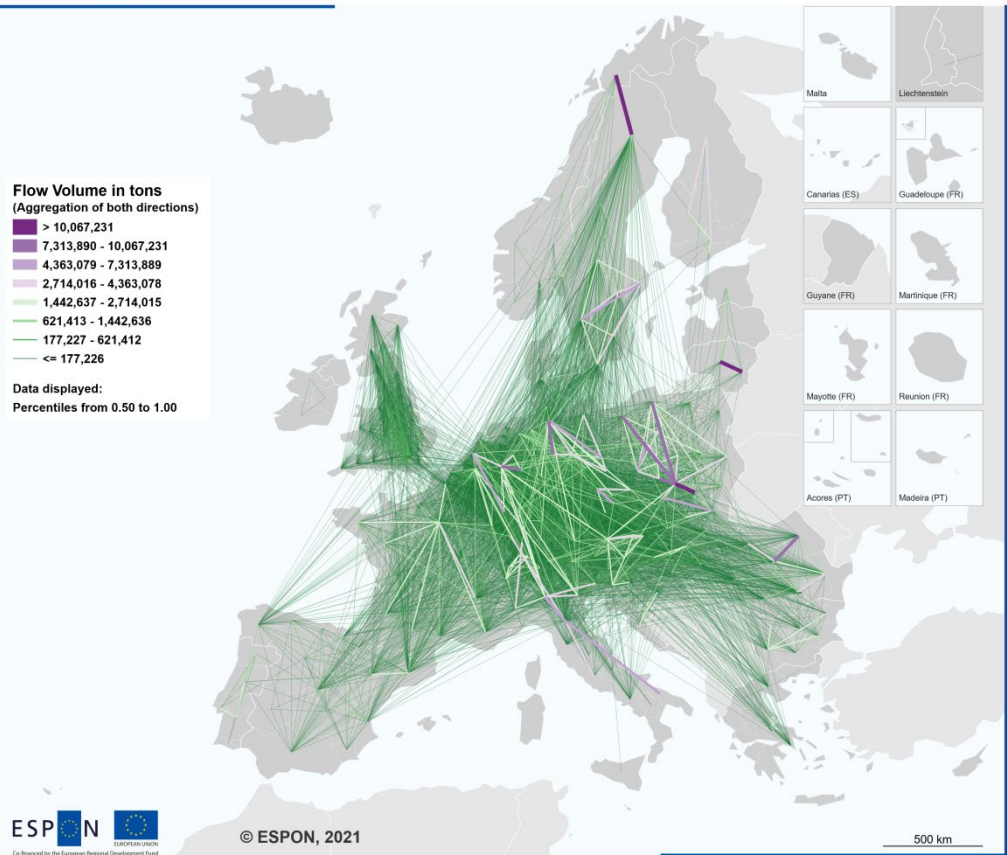 Malta
Liechtenstein
Canarias (ES)
Guadeloupe (FR)
Guyane (FR)
Martinique (FR)
Mayotte (FR)
Reunion (FR)
Acores (PT)
Madeira (PT)
Flow Volume in tons
(Aggregation of both directions)
> 10,067,231
7,313,890 - 10,067,231
4,363,079 - 7,313,889
2,714,016 - 4,363,078
1,442,637 - 2,714,015
621,413 - 1,442,636
177,227 - 621,412
<= 177,226
Data displayed:
Percentiles from 0.50 to 1.00
ESPON
EUROPEAN UNION
Co-financed by the European Regional Development Fund
© ESPON, 2021
500 km